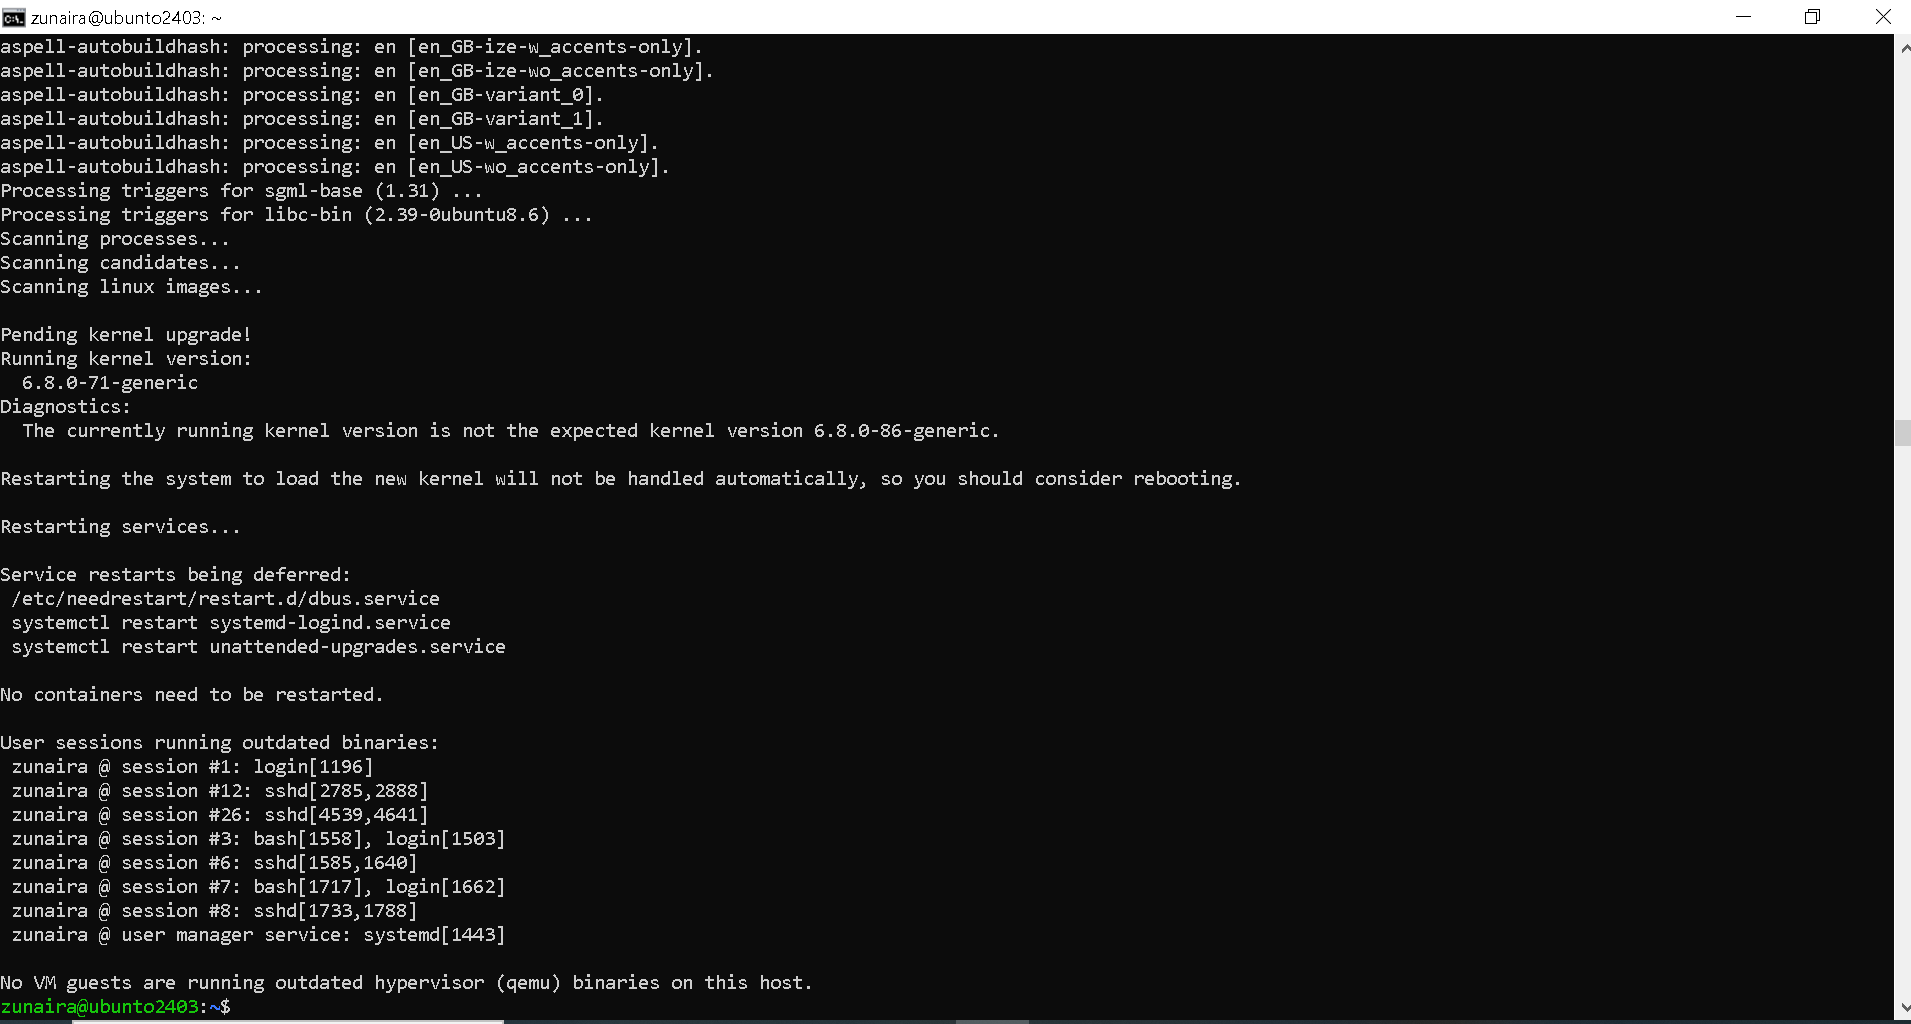 zunaira@ubunto2403: ~
aspell-autobuildhash: processing: en [en_GB-ize-w_accents-only].
aspell-autobuildhash: processing: en [en_GB-ize-wo_accents-only].
aspell-autobuildhash: processing: en [en_GB-variant_0].
aspell-autobuildhash: processing: en [en_GB-variant_1].
aspell-autobuildhash: processing: en [en_US-w_accents-only].
aspell-autobuildhash: processing: en [en_US-wo_accents-only].
Processing triggers for sgml-base (1.31) ...
Processing triggers for libc-bin (2.39-0ubuntu8.6) ...
Scanning processes...
Scanning candidates...
Scanning linux images...
Pending kernel upgrade!
Running kernel version:
  6.8.0-71-generic
Diagnostics:
  The currently running kernel version is not the expected kernel version 6.8.0-86-generic.
Restarting the system to load the new kernel will not be handled automatically, so you should consider rebooting.
Restarting services...
Service restarts being deferred:
 /etc/needrestart/restart.d/dbus.service
 systemctl restart systemd-logind.service
 systemctl restart unattended-upgrades.service
No containers need to be restarted.
User sessions running outdated binaries:
 zunaira @ session #1: login[1196]
 zunaira @ session #12: sshd[2785,2888]
 zunaira @ session #26: sshd[4539,4641]
 zunaira @ session #3: bash[1558], login[1503]
 zunaira @ session #6: sshd[1585,1640]
 zunaira @ session #7: bash[1717], login[1662]
 zunaira @ session #8: sshd[1733,1788]
 zunaira @ user manager service: systemd[1443]
No VM guests are running outdated hypervisor (qemu) binaries on this host.
zunaira@ubunto2403:~$